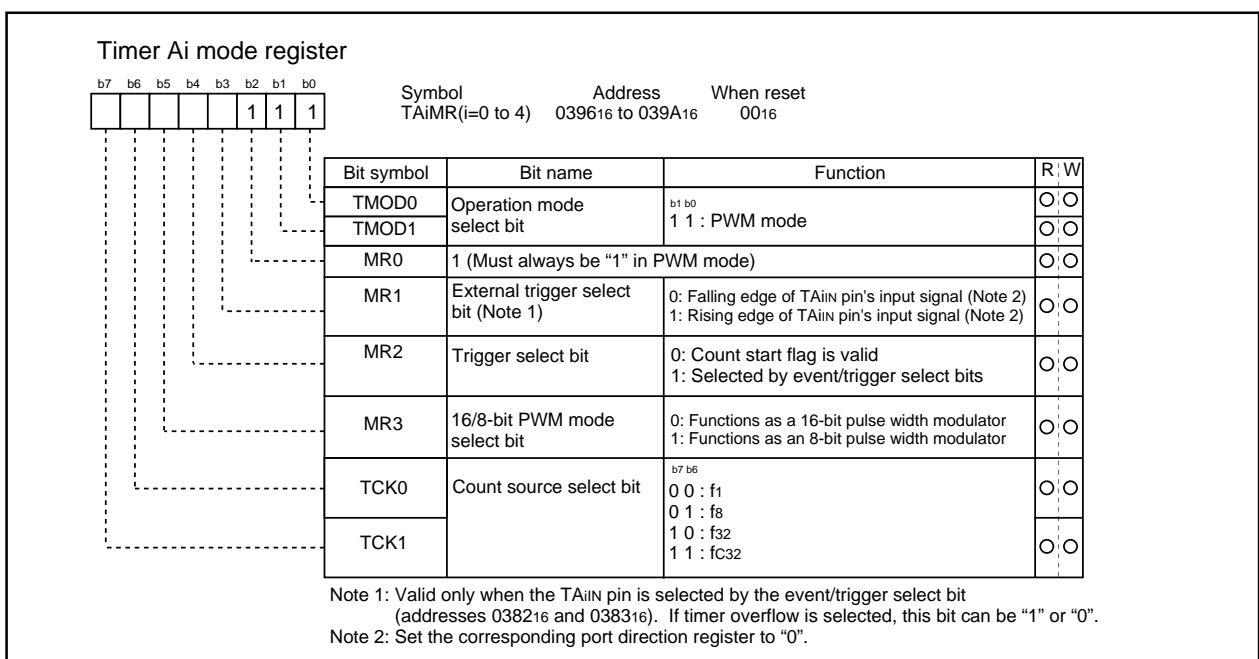 Timer Ai mode register
b7 b6 b5 b4 b3 b2 b1 b0
1 1 1
Symbol Address When reset
TAiMR(i=0 to 4) 039616 to 039A16 0016
Bit symbol Bit name Function R W
TMOD0 Operation mode select bit b1 b0
TMOD1 1 1 : PWM mode
MR0 1 (Must always be “1” in PWM mode)
MR1 External trigger select 0: Falling edge of TAiIN pin's input signal (Note 2)
bit (Note 1) 1: Rising edge of TAiIN pin's input signal (Note 2)
MR2 Trigger select bit 0: Count start flag is valid
1: Selected by event/trigger select bits
MR3 16/8-bit PWM mode 0: Functions as a 16-bit pulse width modulator
select bit 1: Functions as an 8-bit pulse width modulator
b7 b6
TCK0 Count source select bit 0 0 : f1
0 1 : f8
TCK1 1 0 : f32
1 1 : fC32
Note 1: Valid only when the TAiIN pin is selected by the event/trigger select bit
(addresses 038216 and 038316). If timer overflow is selected, this bit can be “1” or “0”.
Note 2: Set the corresponding port direction register to “0”.